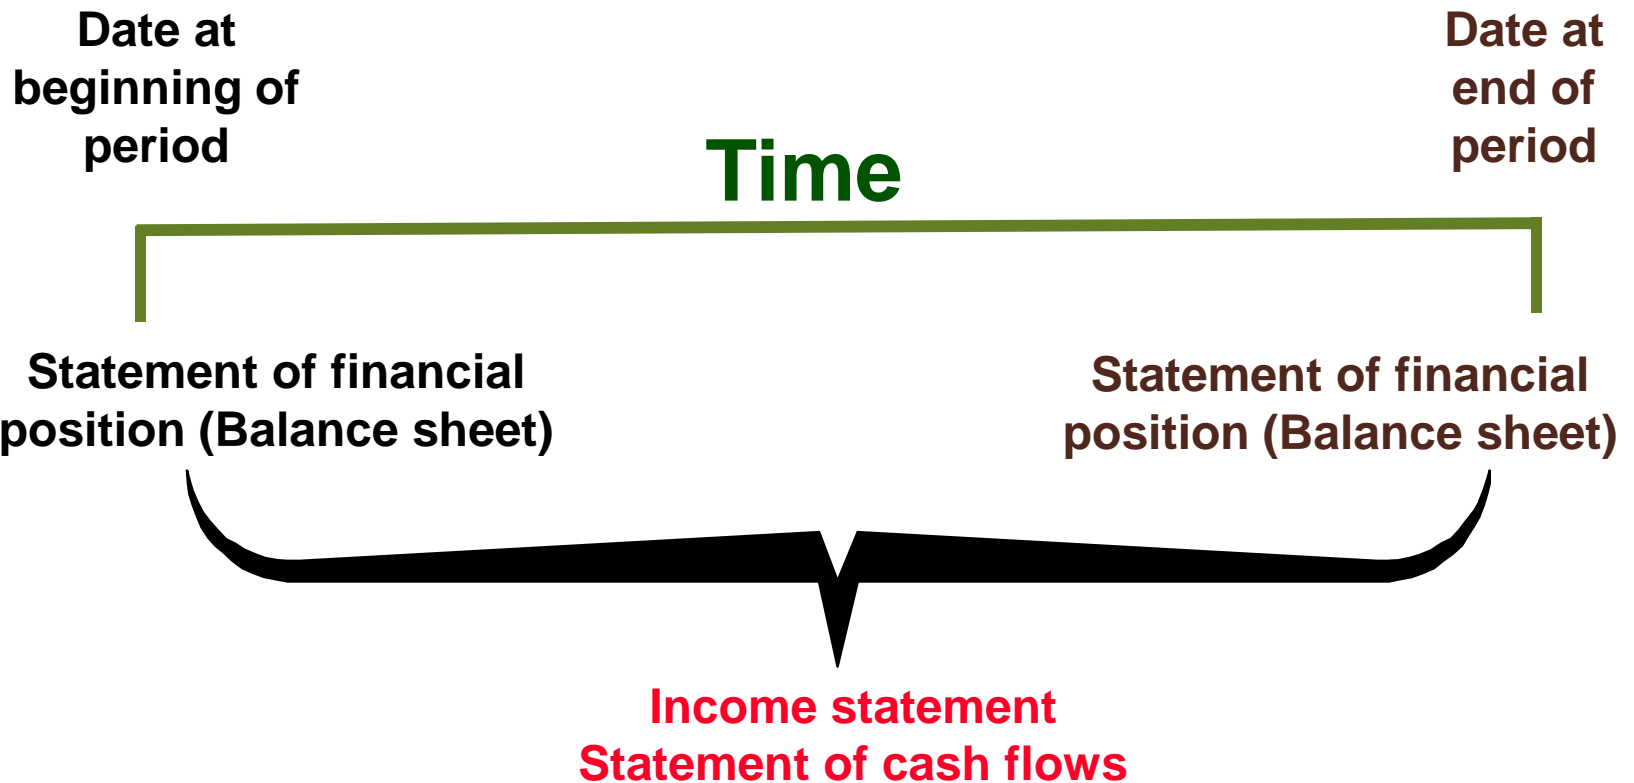 Date at
beginning of
period
Date at
end of
period
Time
Statement of financial
position (Balance sheet)
Statement of financial
position (Balance sheet)
Income statement
Statement of cash flows